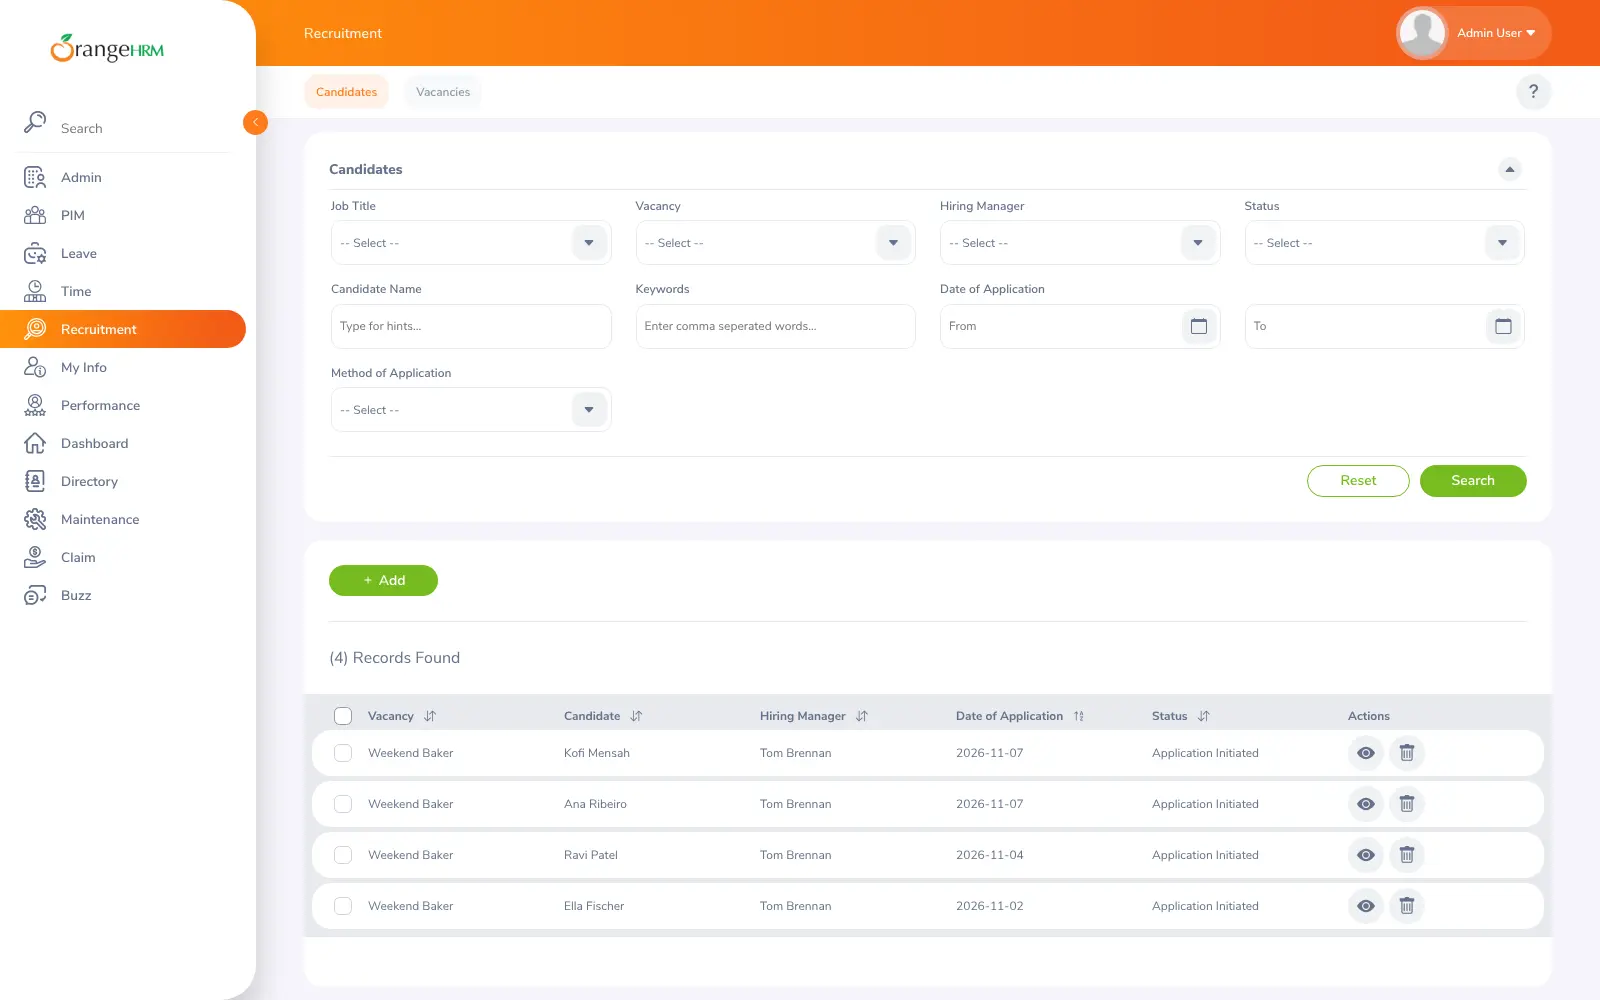 OrangeHRM
Recruitment
Admin User
Candidates
Vacancies
?
Search
Admin
PIM
Leave
Time
Recruitment
My Info
Performance
Dashboard
Directory
Maintenance
Claim
Buzz
Candidates
Job Title
Vacancy
Hiring Manager
Status
-- Select --
-- Select --
-- Select --
-- Select --
Candidate Name
Keywords
Date of Application
Type for hints...
Enter comma seperated words...
From
To
Method of Application
-- Select --
Reset
Search
+ Add
(4) Records Found
Vacancy Candidate Hiring Manager Date of Application Status Actions
Weekend Baker Kofi Mensah Tom Brennan 2026-11-07 Application Initiated
Weekend Baker Ana Ribeiro Tom Brennan 2026-11-07 Application Initiated
Weekend Baker Ravi Patel Tom Brennan 2026-11-04 Application Initiated
Weekend Baker Ella Fischer Tom Brennan 2026-11-02 Application Initiated